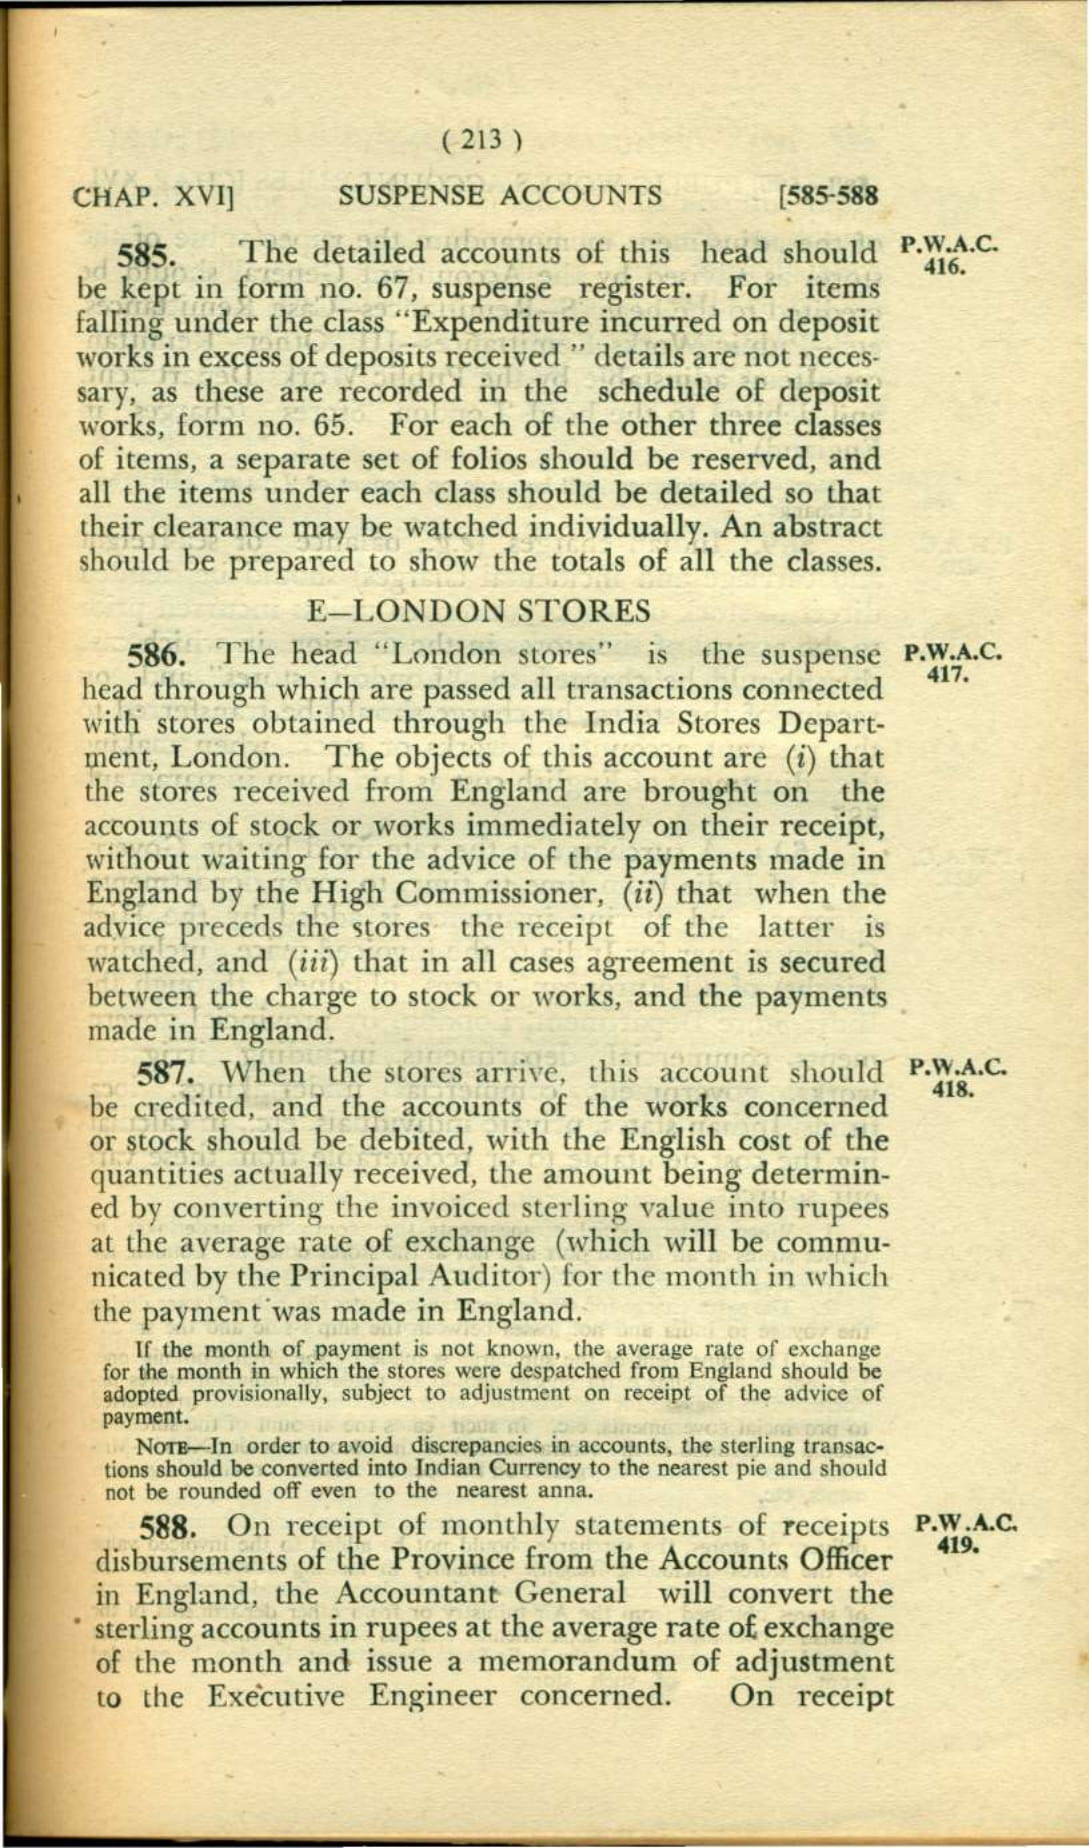 ( 213 )
CHAP. XVI] SUSPENSE ACCOUNTS [585-588
585. The detailed accounts of this head should P.W.A.C. 416.
be kept in form no. 67, suspense register. For items
falling under the class "Expenditure incurred on deposit
works in excess of deposits received " details are not neces-
sary, as these are recorded in the schedule of deposit
works, form no. 65. For each of the other three classes
of items, a separate set of folios should be reserved, and
all the items under each class should be detailed so that
their clearance may be watched individually. An abstract
should be prepared to show the totals of all the classes.
E—LONDON STORES
586. The head "London stores" is the suspense P.W.A.C. 417.
head through which are passed all transactions connected
with stores obtained through the India Stores Depart-
ment, London. The objects of this account are (i) that
the stores received from England are brought on the
accounts of stock or works immediately on their receipt,
without waiting for the advice of the payments made in
England by the High Commissioner, (ii) that when the
advice preceds the stores the receipt of the latter is
watched, and (iii) that in all cases agreement is secured
between the charge to stock or works, and the payments
made in England.
587. When the stores arrive, this account should P.W.A.C. 418.
be credited, and the accounts of the works concerned
or stock should be debited, with the English cost of the
quantities actually received, the amount being determin-
ed by converting the invoiced sterling value into rupees
at the average rate of exchange (which will be commu-
nicated by the Principal Auditor) for the month in which
the payment was made in England.
If the month of payment is not known, the average rate of exchange
for the month in which the stores were despatched from England should be
adopted provisionally, subject to adjustment on receipt of the advice of
payment.
NOTE—In order to avoid discrepancies in accounts, the sterling transac-
tions should be converted into Indian Currency to the nearest pie and should
not be rounded off even to the nearest anna.
588. On receipt of monthly statements of receipts P.W.A.C. 419.
disbursements of the Province from the Accounts Officer
in England, the Accountant General will convert the
sterling accounts in rupees at the average rate of exchange
of the month and issue a memorandum of adjustment
to the Executive Engineer concerned. On receipt